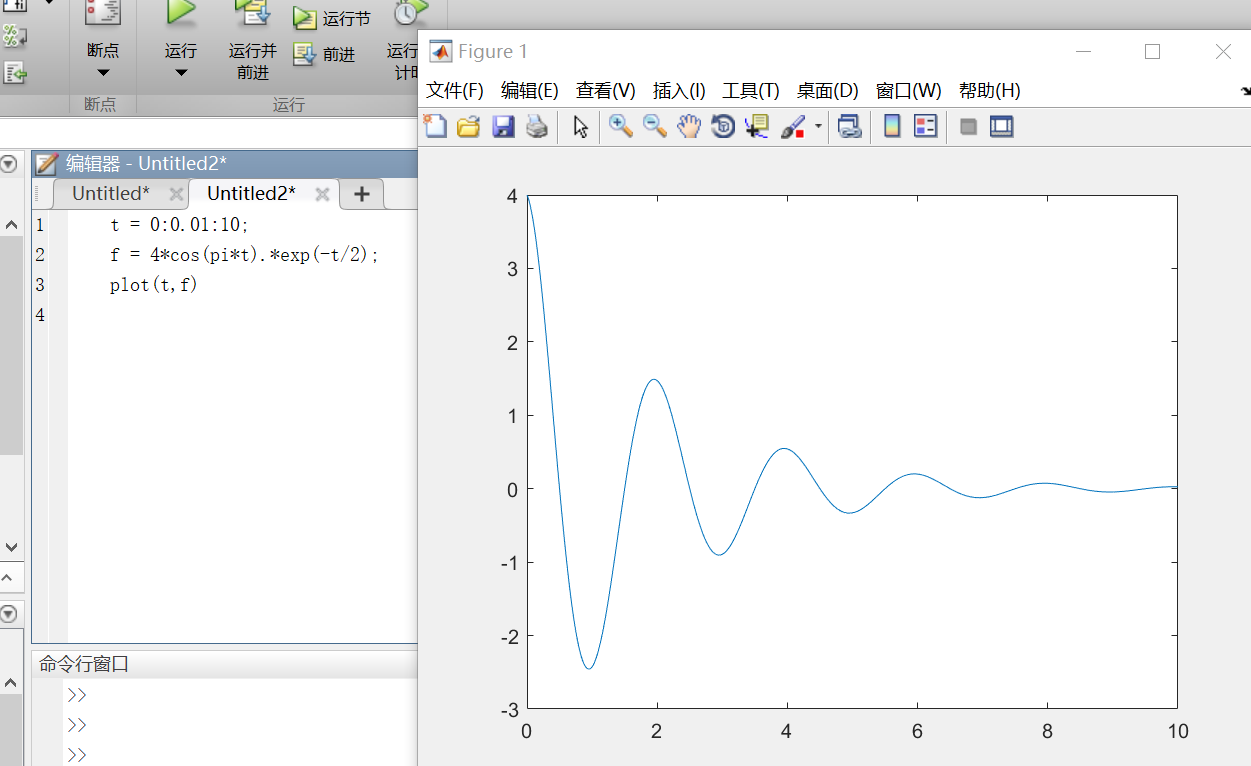 断点
断点
运行
运行并
前进
运行节
前进
运行
计时
运行
Figure 1
文件(F) 编辑(E) 查看(V) 插入(I) 工具(T) 桌面(D) 窗口(W) 帮助(H)
编辑器 - Untitled2*
Untitled* Untitled2*
1 t = 0:0.01:10;
2 f = 4*cos(pi*t).*exp(-t/2);
3 plot(t,f)
4
命令行窗口
>>
>>
>>
4
3
2
1
0
-1
-2
-3
0 2 4 6 8 10